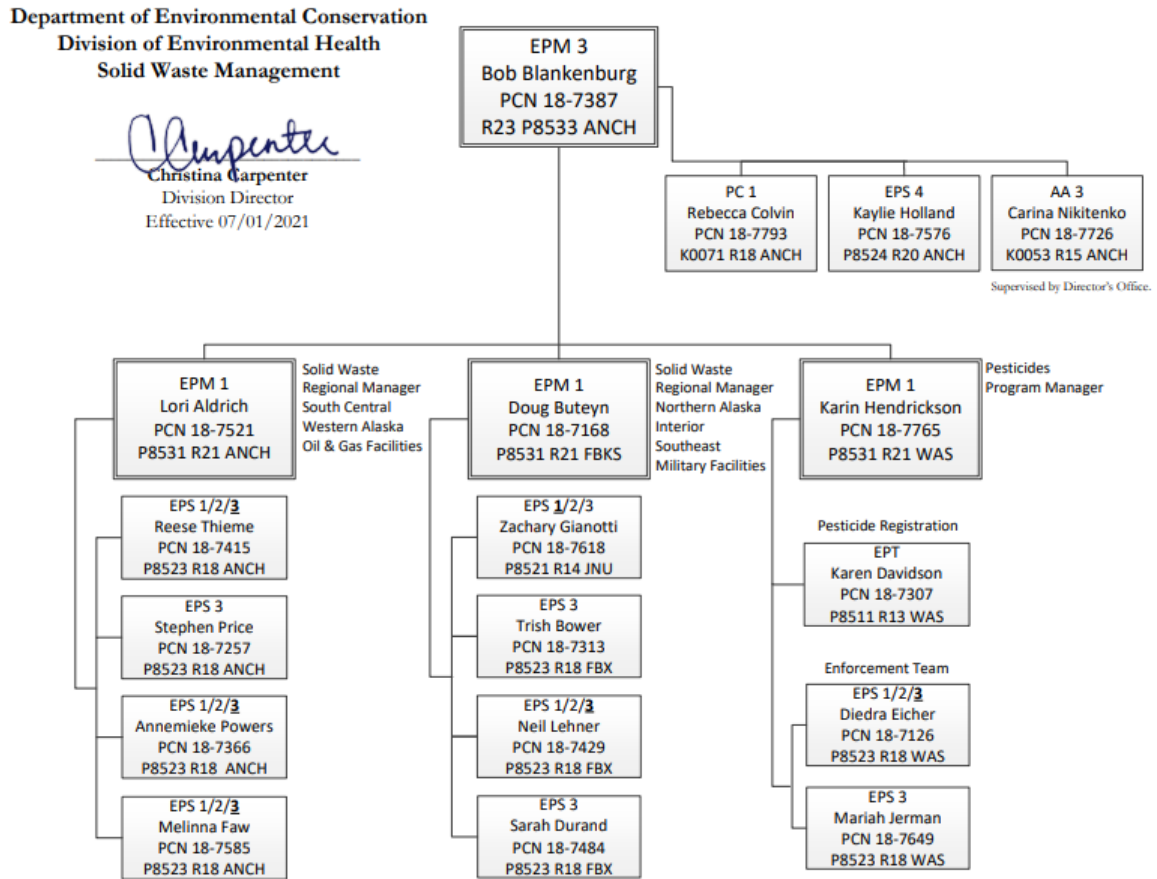 Department of Environmental Conservation
Division of Environmental Health
Solid Waste Management
CCarpenter
Christina Carpenter
Division Director
Effective 07/01/2021
EPM 3
Bob Blankenburg
PCN 18-7387
R23 P8533 ANCH
PC 1
Rebecca Colvin
PCN 18-7793
K0071 R18 ANCH
EPS 4
Kaylie Holland
PCN 18-7576
P8524 R20 ANCH
AA 3
Carina Nikitenko
PCN 18-7726
K0053 R15 ANCH
Supervised by Director's Office.
EPM 1
Lori Aldrich
PCN 18-7521
P8531 R21 ANCH
Solid Waste
Regional Manager
South Central
Western Alaska
Oil & Gas Facilities
EPS 1/2/3
Reese Thieme
PCN 18-7415
P8523 R18 ANCH
EPS 3
Stephen Price
PCN 18-7257
P8523 R18 ANCH
EPS 1/2/3
Annemieke Powers
PCN 18-7366
P8523 R18 ANCH
EPS 1/2/3
Melinna Faw
PCN 18-7585
P8523 R18 ANCH
EPM 1
Doug Buteyn
PCN 18-7168
P8531 R21 FBKS
Solid Waste
Regional Manager
Northern Alaska
Interior
Southeast
Military Facilities
EPS 1/2/3
Zachary Gianotti
PCN 18-7618
P8521 R14 JNU
EPS 3
Trish Bower
PCN 18-7313
P8523 R18 FBX
EPS 1/2/3
Neil Lehner
PCN 18-7429
P8523 R18 FBX
EPS 3
Sarah Durand
PCN 18-7484
P8523 R18 FBX
EPM 1
Karin Hendrickson
PCN 18-7765
P8531 R21 WAS
Pesticides
Program Manager
Pesticide Registration
EPT
Karen Davidson
PCN 18-7307
P8511 R13 WAS
Enforcement Team
EPS 1/2/3
Diedra Eicher
PCN 18-7126
P8523 R18 WAS
EPS 3
Mariah Jerman
PCN 18-7649
P8523 R18 WAS